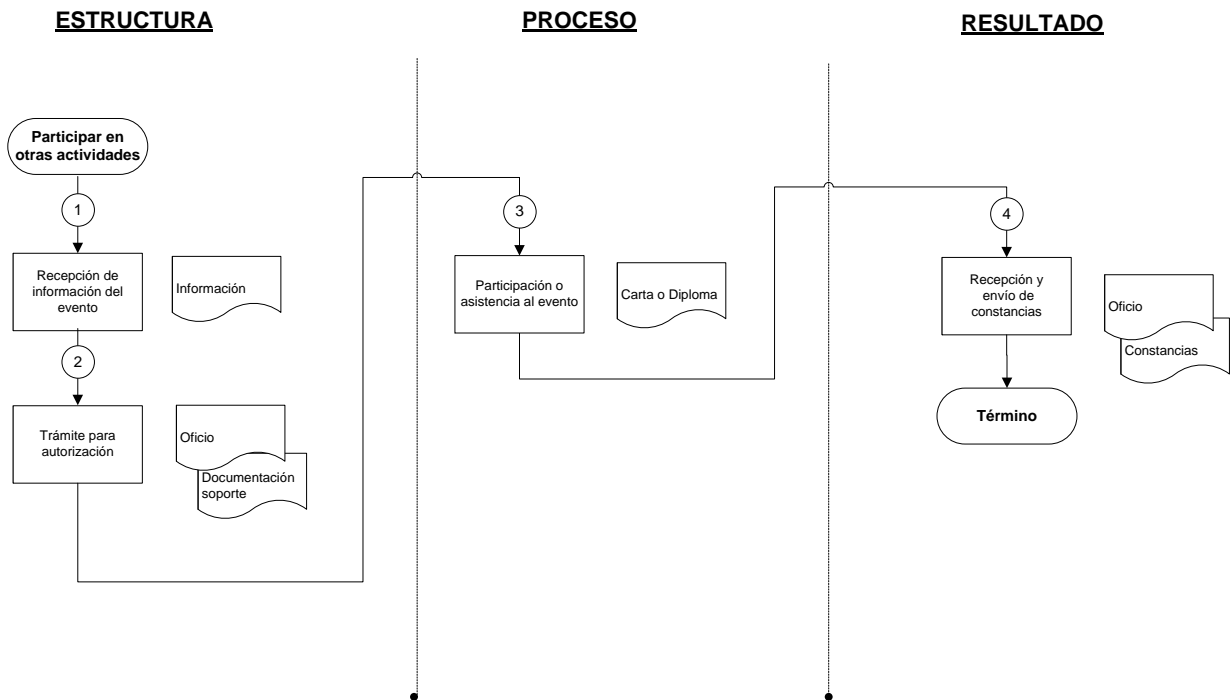 ESTRUCTURA
PROCESO
RESULTADO
Participar en
otras actividades
1
Recepción de
información del
evento
Información
2
Trámite para
autorización
Oficio
Documentación
soporte
3
Participación o
asistencia al evento
Carta o Diploma
4
Recepción y
envío de
constancias
Oficio
Constancias
Término